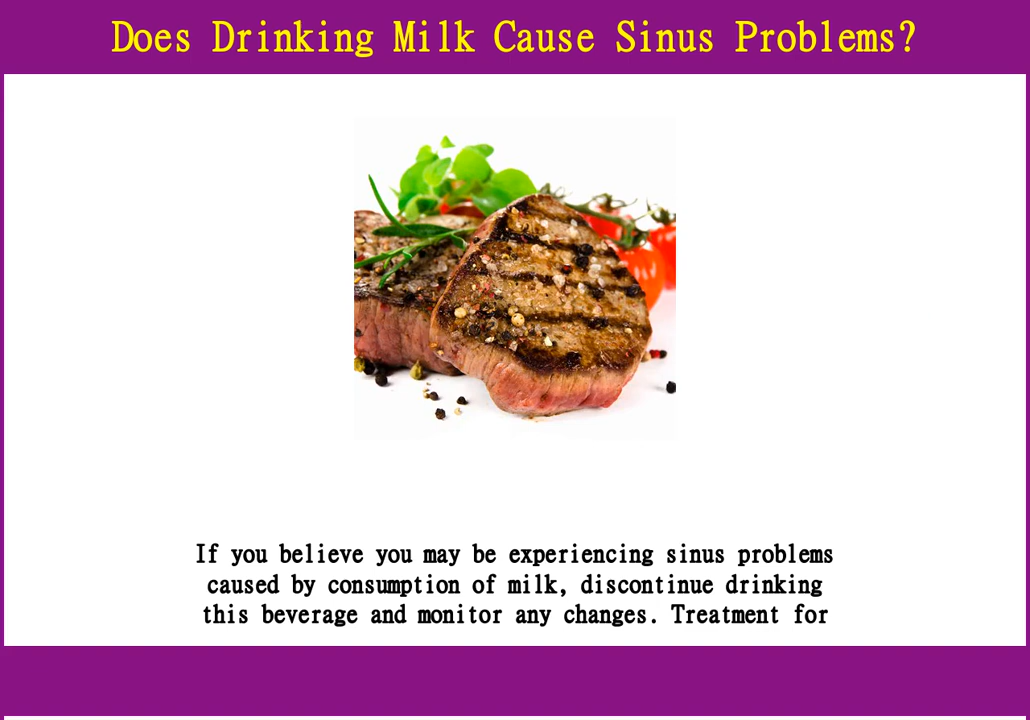 Does Drinking Milk Cause Sinus Problems?
If you believe you may be experiencing sinus problems
caused by consumption of milk, discontinue drinking
this beverage and monitor any changes. Treatment for